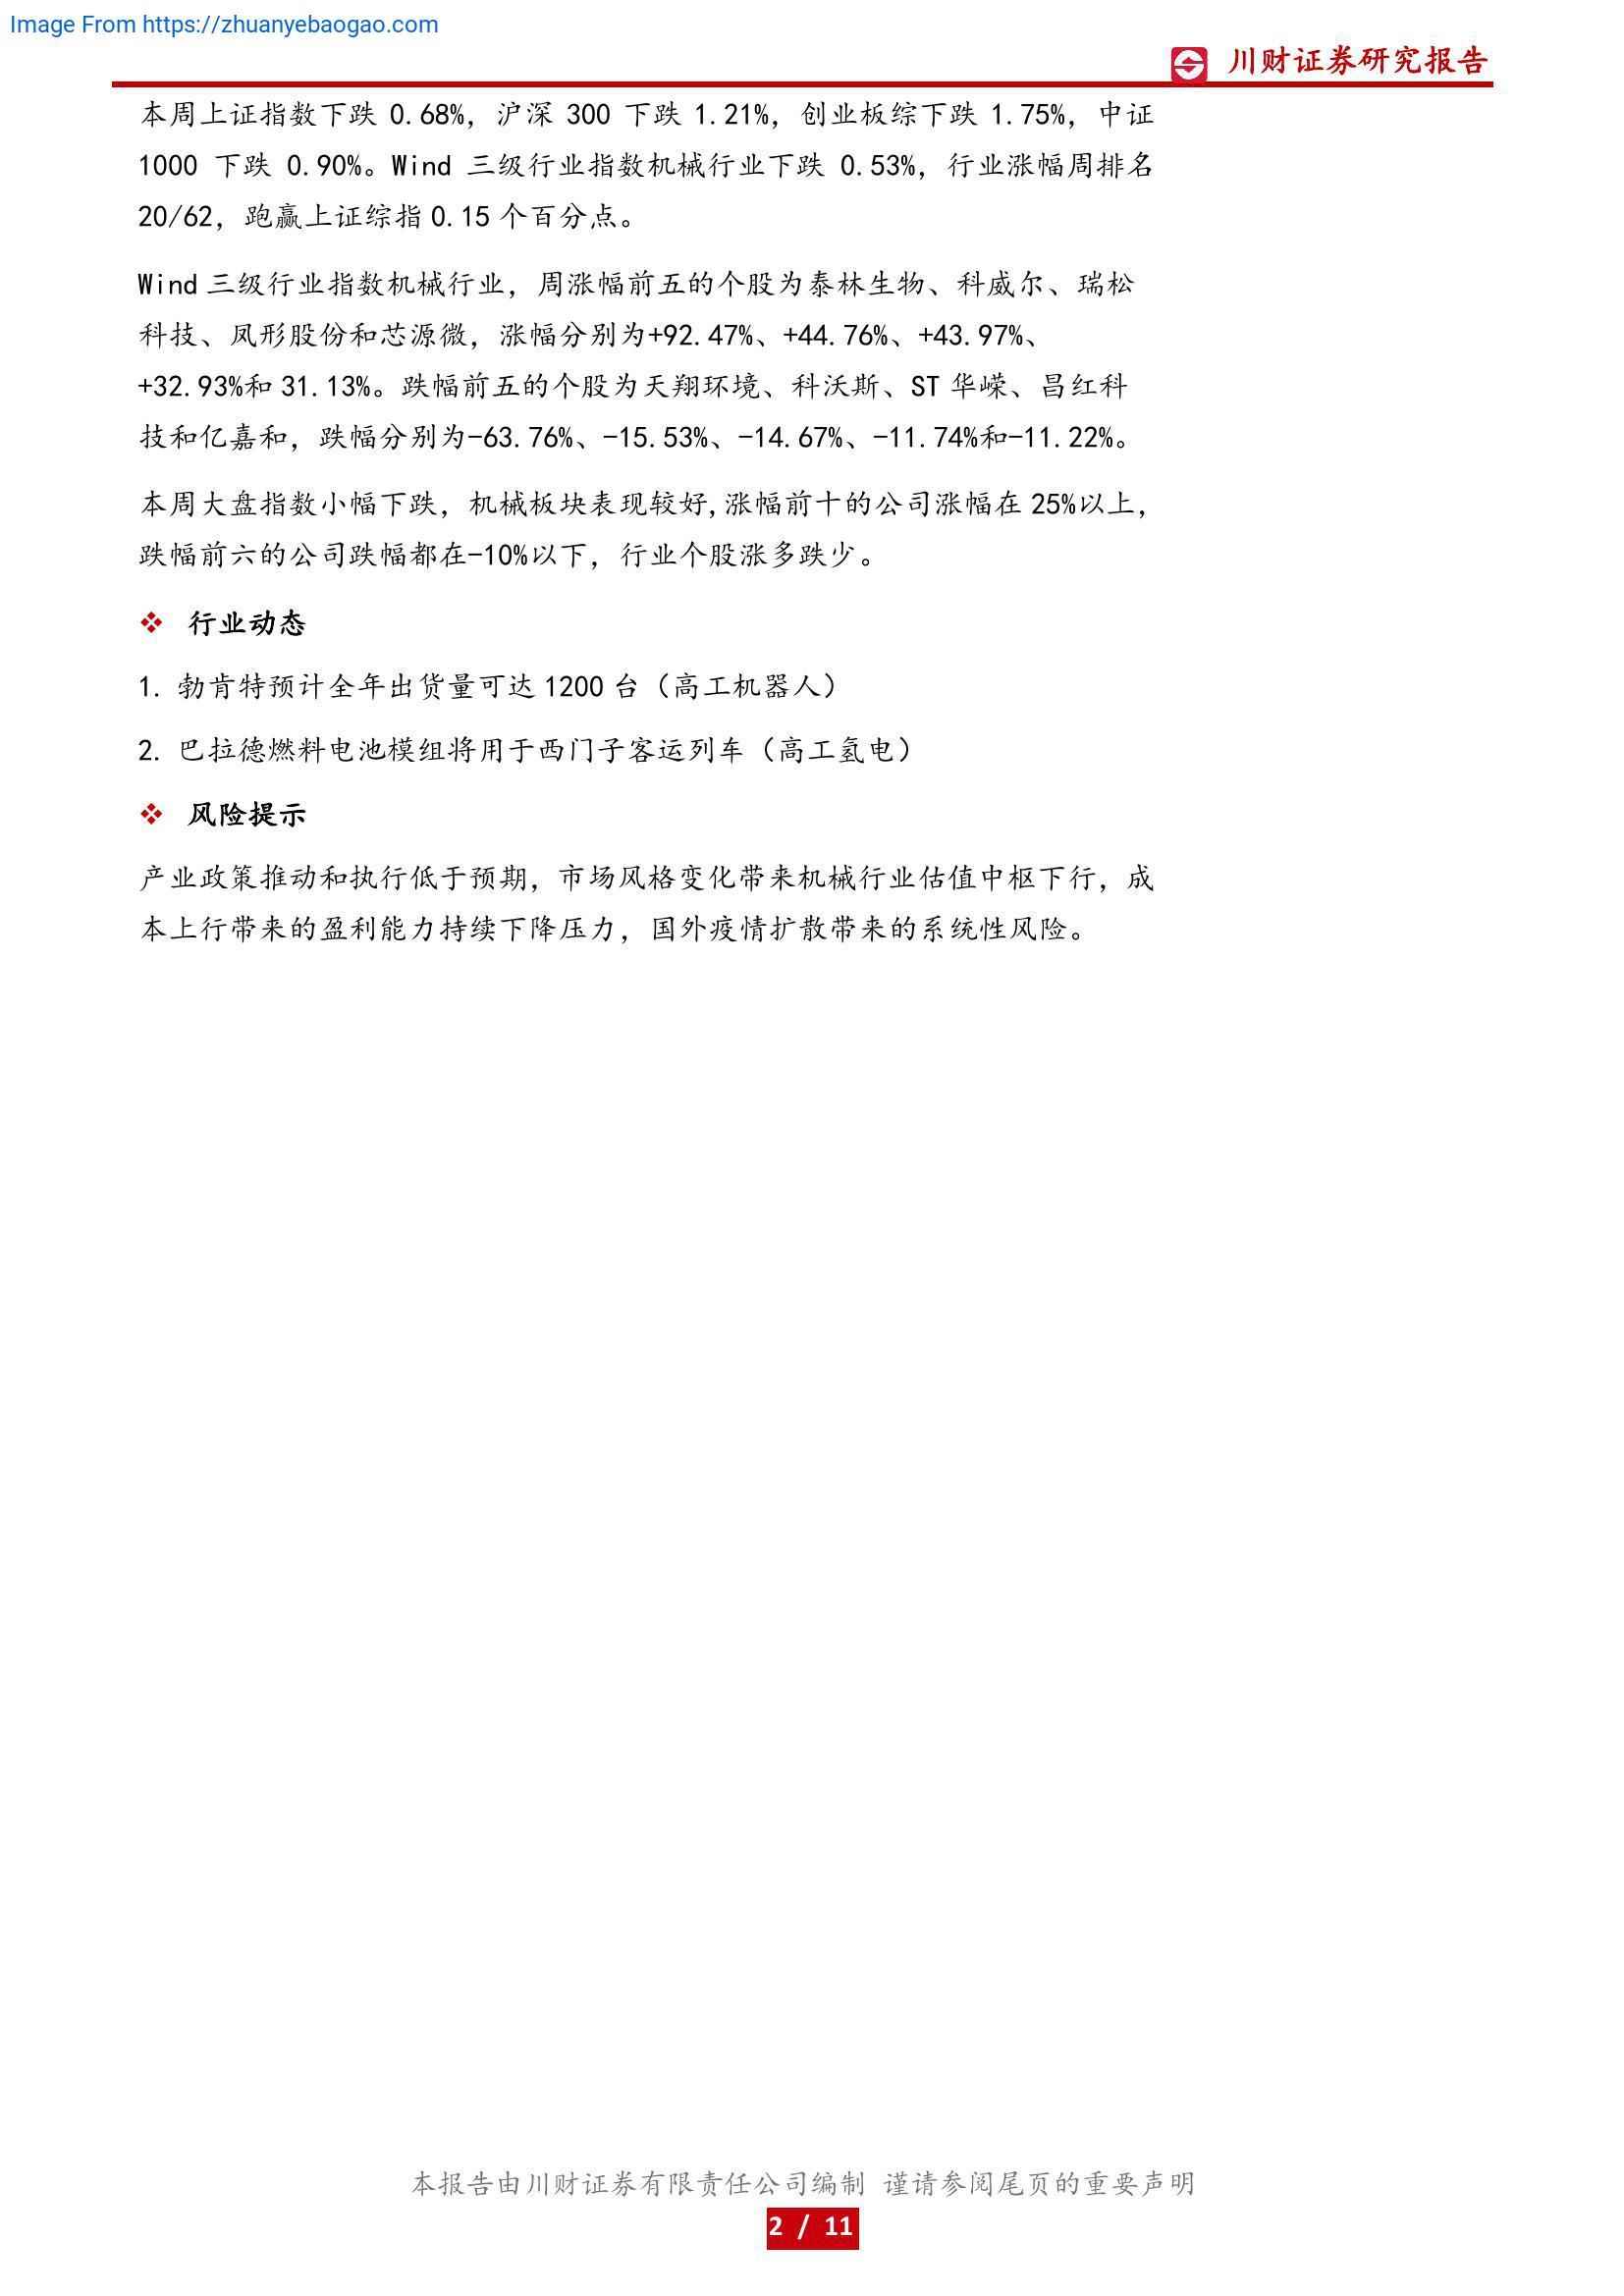 Image From https://zhuanyebaogao.com
川财证券研究报告
本周上证指数下跌 0.68%，沪深 300 下跌 1.21%，创业板综下跌 1.75%，中证
1000 下跌 0.90%。Wind 三级行业指数机械行业下跌 0.53%，行业涨幅周排名
20/62，跑赢上证综指 0.15 个百分点。
Wind 三级行业指数机械行业，周涨幅前五的个股为泰林生物、科威尔、瑞松
科技、凤形股份和芯源微，涨幅分别为+92.47%、+44.76%、+43.97%、
+32.93%和 31.13%。跌幅前五的个股为天翔环境、科沃斯、ST 华嵘、昌红科
技和亿嘉和，跌幅分别为-63.76%、-15.53%、-14.67%、-11.74%和-11.22%。
本周大盘指数小幅下跌，机械板块表现较好,涨幅前十的公司涨幅在 25%以上，
跌幅前六的公司跌幅都在-10%以下，行业个股涨多跌少。
❖ 行业动态
1. 勃肯特预计全年出货量可达 1200 台（高工机器人）
2. 巴拉德燃料电池模组将用于西门子客运列车（高工氢电）
❖ 风险提示
产业政策推动和执行低于预期，市场风格变化带来机械行业估值中枢下行，成
本上行带来的盈利能力持续下降压力，国外疫情扩散带来的系统性风险。
本报告由川财证券有限责任公司编制 谨请参阅尾页的重要声明
2 / 11